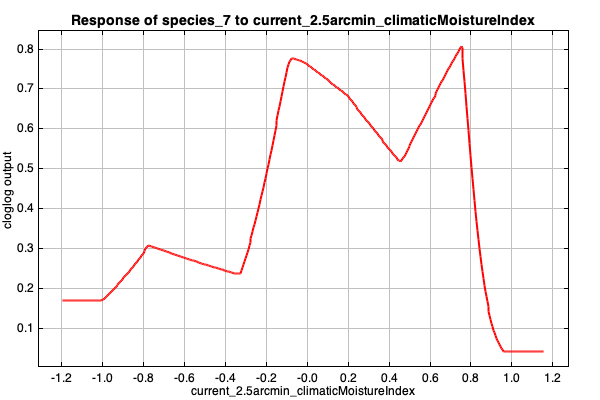 Response of species_7 to current_2.5arcmin_climaticMoistureIndex
cloglog output
0.8
0.7
0.6
0.5
0.4
0.3
0.2
0.1
-1.2 -1.0 -0.8 -0.6 -0.4 -0.2 0.0 0.2 0.4 0.6 0.8 1.0 1.2
current_2.5arcmin_climaticMoistureIndex